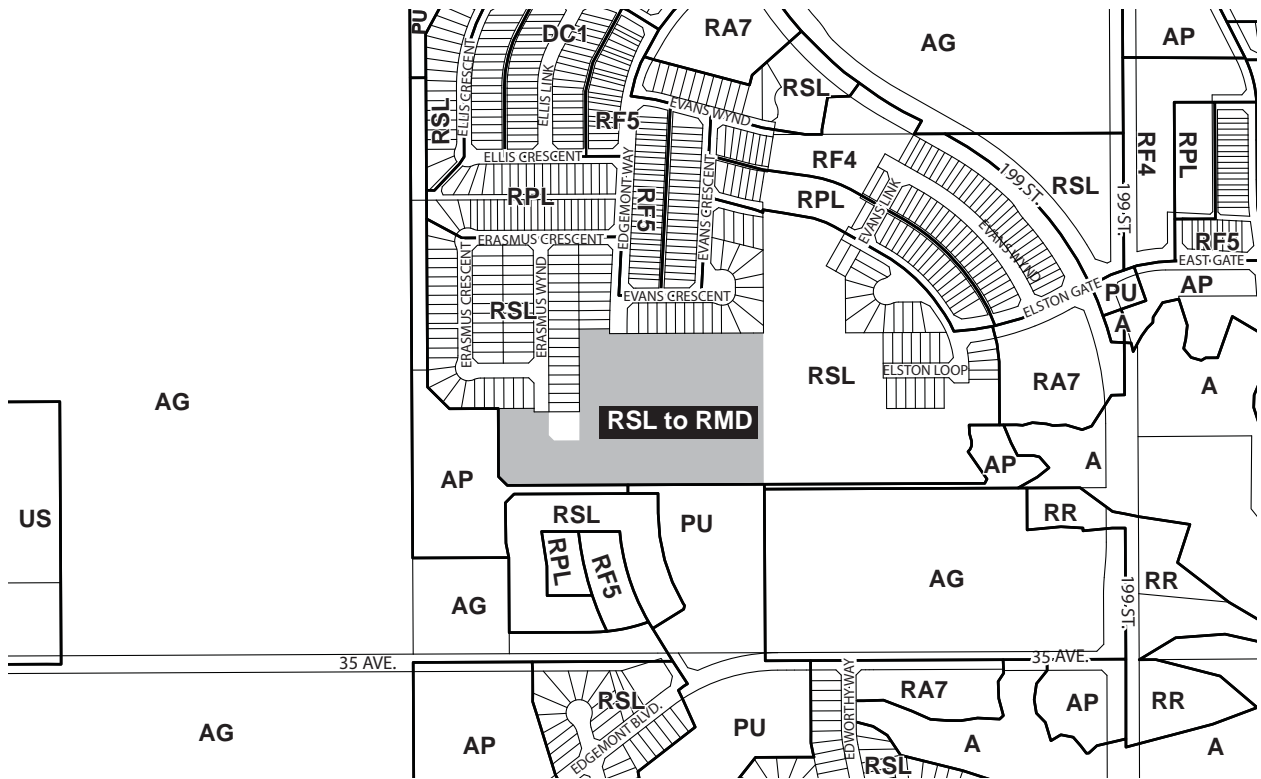 PU
DC1
RA7
AG
AP
RSL
ELLIS CRESCENT
ELLIS LINK
RSL
EVANS WYND
RF5
ELLIS CRESCENT
RF4
RPL
EDGEMONT WAY
RF5
EVANS CRESCENT
RPL
EVANS LINK
199 ST.
RSL
199 ST.
RF4
RPL
RF5
EAST GATE
ERASMUS CRESCENT
ERASMUS CRESCENT
ERASMUS WYND
RSL
EVANS CRESCENT
EVANS WYND
ELSTON GATE
PU
AP
A
RSL
ELSTON LOOP
RA7
A
AG
RSL to RMD
AP
AP
A
US
RSL
PU
RR
RPL
RF5
AG
AG
199 ST.
RR
35 AVE.
35 AVE.
RSL
EDGEMONT BLVD.
EDWORTHY WAY
RA7
AP
RR
AG
AP
PU
A
A
RSL